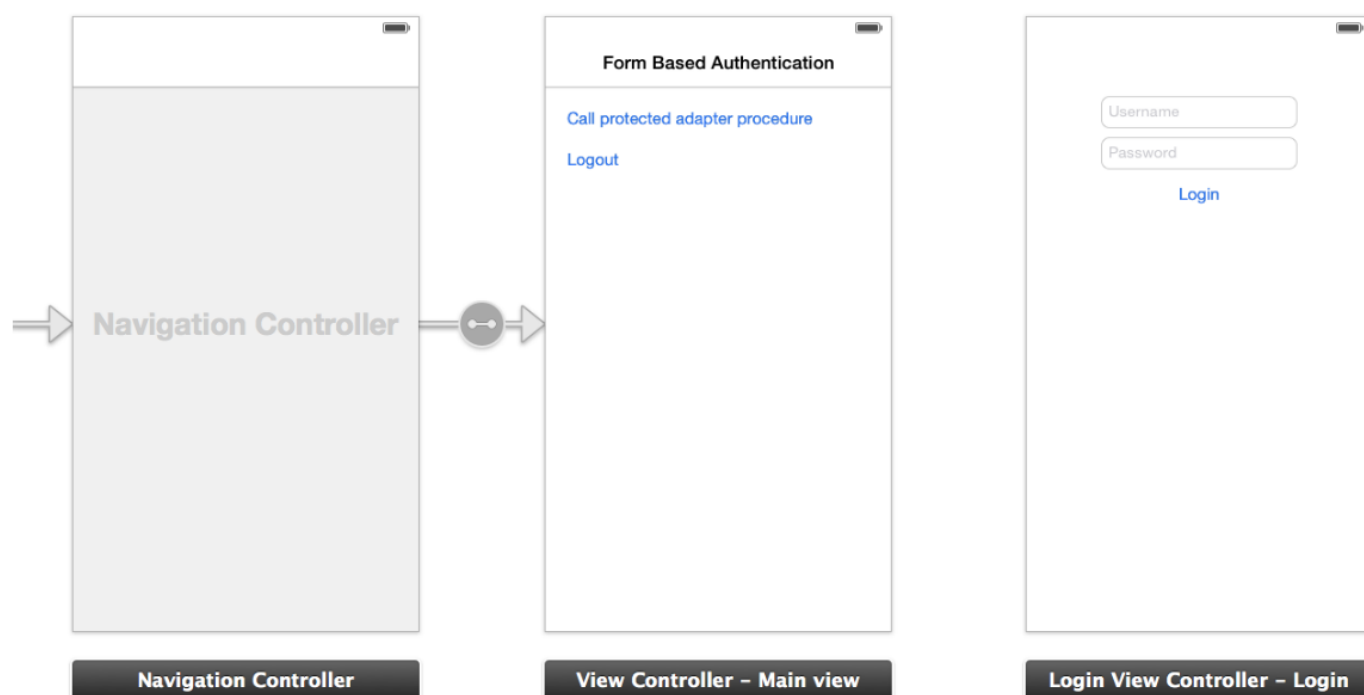 Navigation Controller
Navigation Controller
Form Based Authentication
Call protected adapter procedure
Logout
View Controller – Main view
Username
Password
Login
Login View Controller – Login